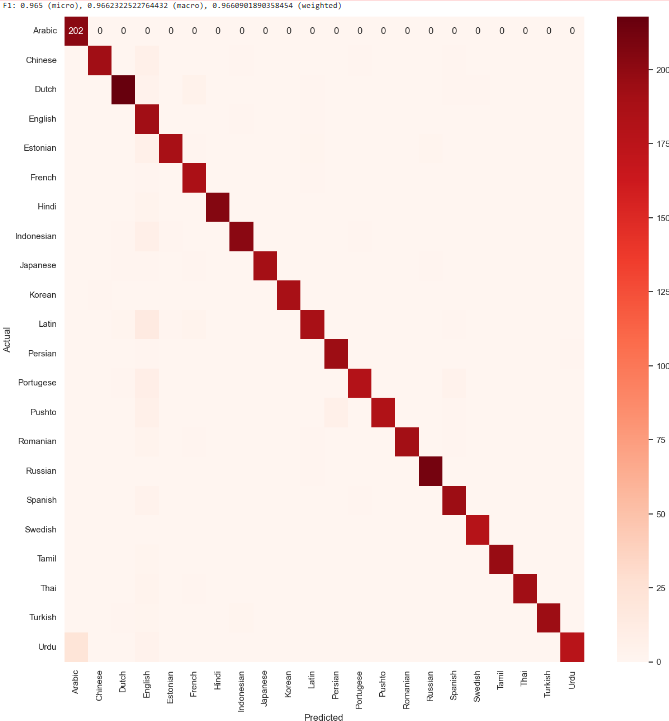 F1: 0.965 (micro), 0.9662322522764432 (macro), 0.9660901890358454 (weighted)
Arabic 202 0 0 0 0 0 0 0 0 0 0 0 0 0 0 0 0 0 0 0 0 0
Chinese
Dutch
English
Estonian
French
Hindi
Indonesian
Japanese
Korean
Latin
Persian
Portugese
Pushto
Romanian
Russian
Spanish
Swedish
Tamil
Thai
Turkish
Urdu
Actual
Arabic Chinese Dutch English Estonian French Hindi Indonesian Japanese Korean Latin Persian Portugese Pushto Romanian Russian Spanish Swedish Tamil Thai Turkish Urdu
Predicted
200
175
150
125
100
75
50
25
0